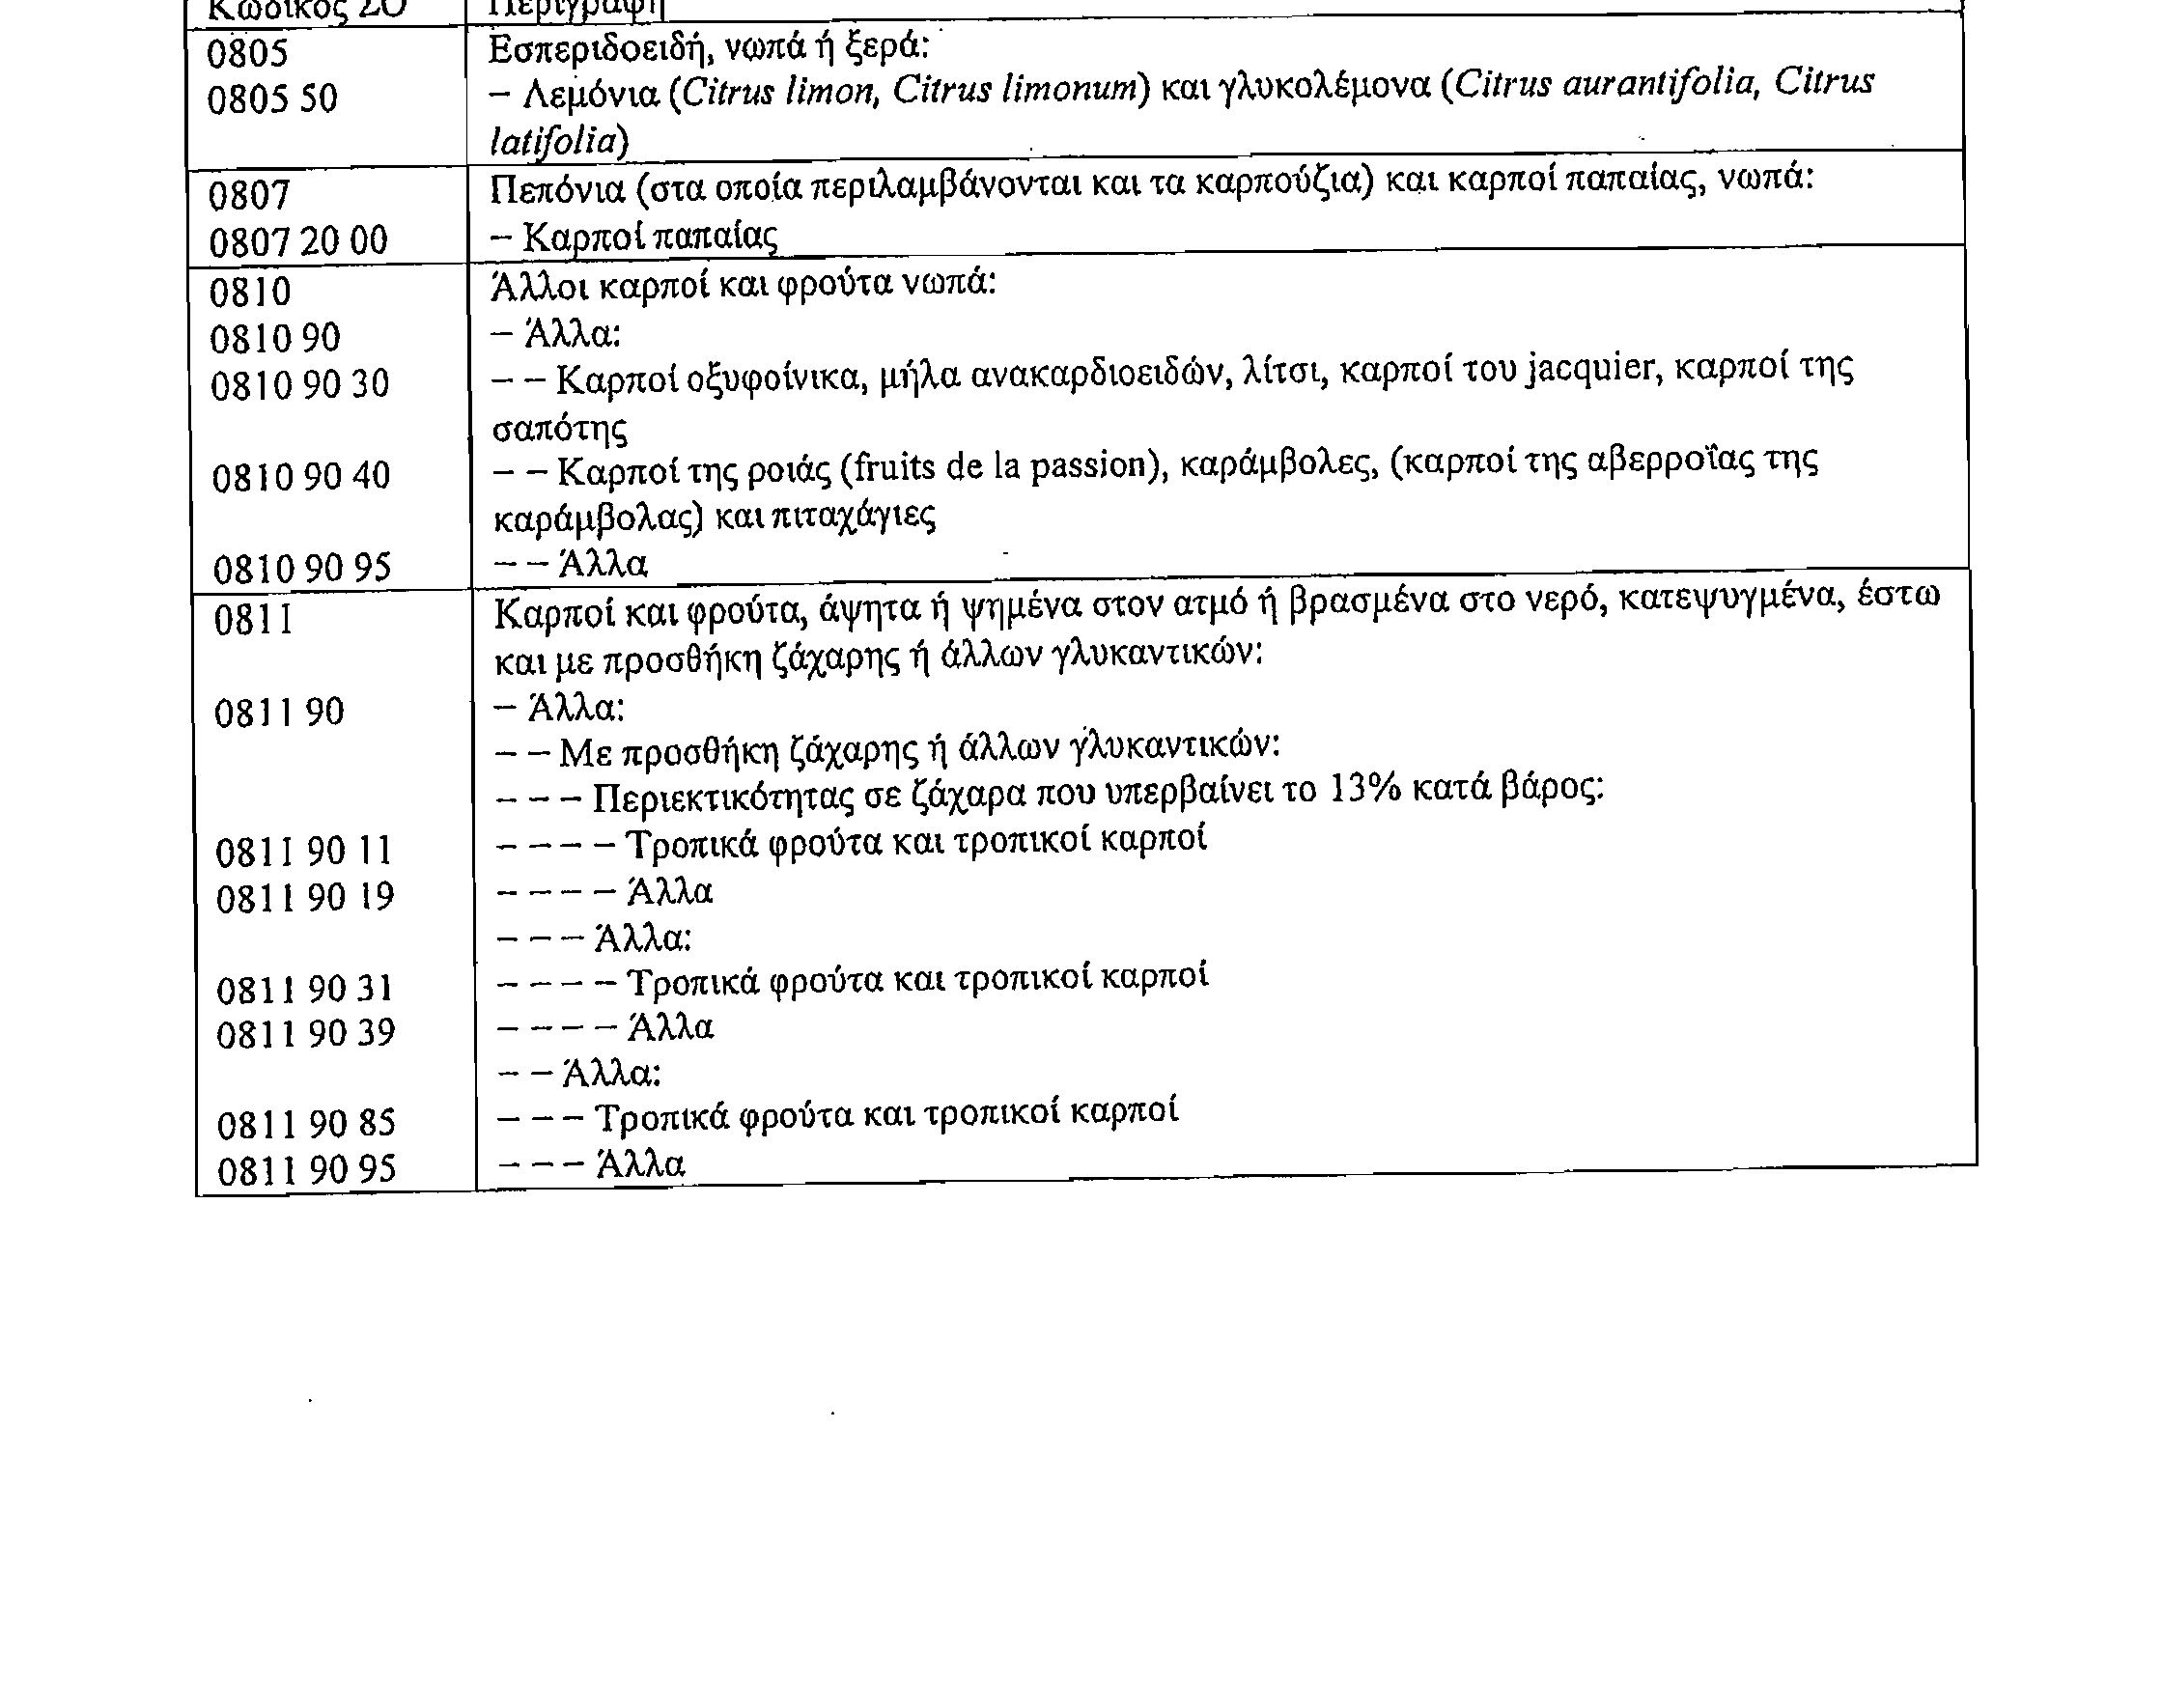 Κωδικός ΣΟ Περιγραφή
0805 Εσπεριδοειδή, νωπά ή ξερά:
0805 50 – Λεμόνια (Citrus limon, Citrus limonum) και γλυκολέμονα (Citrus aurantifolia, Citrus
latifolia)
0807 Πεπόνια (στα οποία περιλαμβάνονται και τα καρπούζια) και καρποί παπαίας, νωπά:
0807 20 00 – Καρποί παπαίας
0810 Άλλοι καρποί και φρούτα νωπά:
0810 90 – Άλλα:
0810 90 30 – – Καρποί οξυφοίνικα, μήλα ανακαρδιοειδών, λίτσι, καρποί του jacquier, καρποί της
σαπότης
0810 90 40 – – Καρποί της ροιάς (fruits de la passion), καράμβολες, (καρποί της αβερροΐας της
καράμβολας) και πιταχάγιες
0810 90 95 – – Άλλα
0811 Καρποί και φρούτα, άψητα ή ψημένα στον ατμό ή βρασμένα στο νερό, κατεψυγμένα, έστω
και με προσθήκη ζάχαρης ή άλλων γλυκαντικών:
0811 90 – Άλλα:
– – Με προσθήκη ζάχαρης ή άλλων γλυκαντικών:
– – – Περιεκτικότητας σε ζάχαρα που υπερβαίνει το 13% κατά βάρος:
0811 90 11 – – – – Τροπικά φρούτα και τροπικοί καρποί
0811 90 19 – – – – Άλλα
– – – Άλλα:
0811 90 31 – – – – Τροπικά φρούτα και τροπικοί καρποί
0811 90 39 – – – – Άλλα
– – Άλλα:
0811 90 85 – – – Τροπικά φρούτα και τροπικοί καρποί
0811 90 95 – – – Άλλα